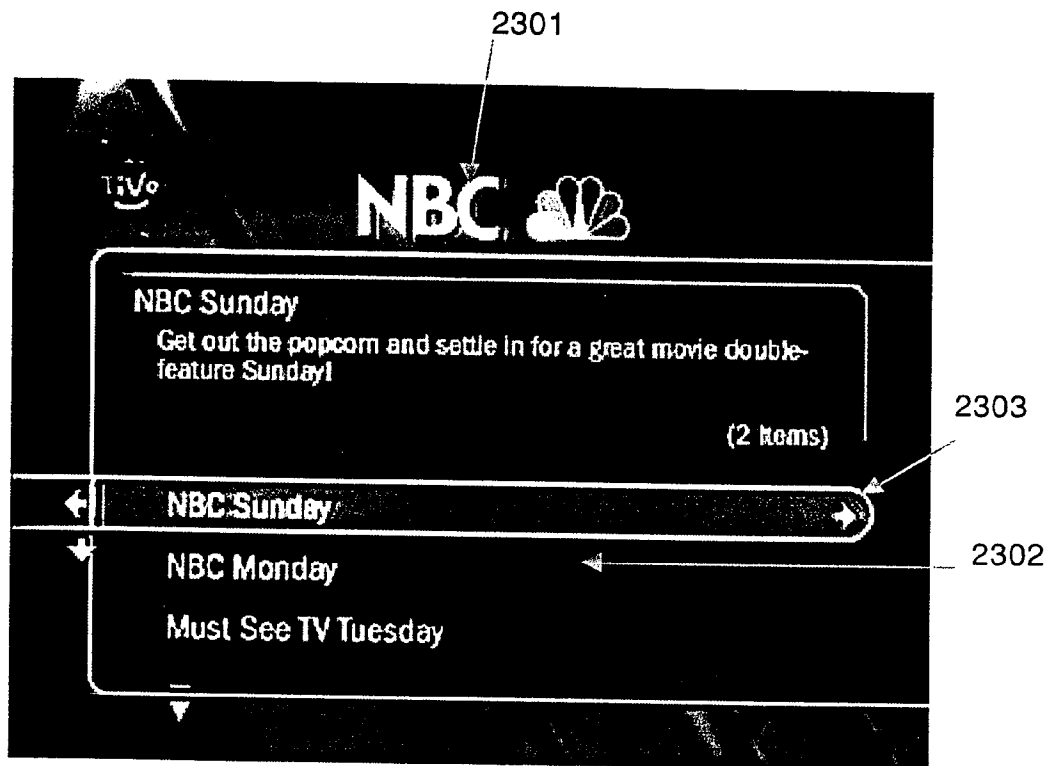 2301
TiVo
NBC
NBC Sunday
Get out the popcorn and settle in for a great movie double-
feature Sunday!
2303
(2 Items)
NBC Sunday
2302
NBC Monday
Must See TV Tuesday